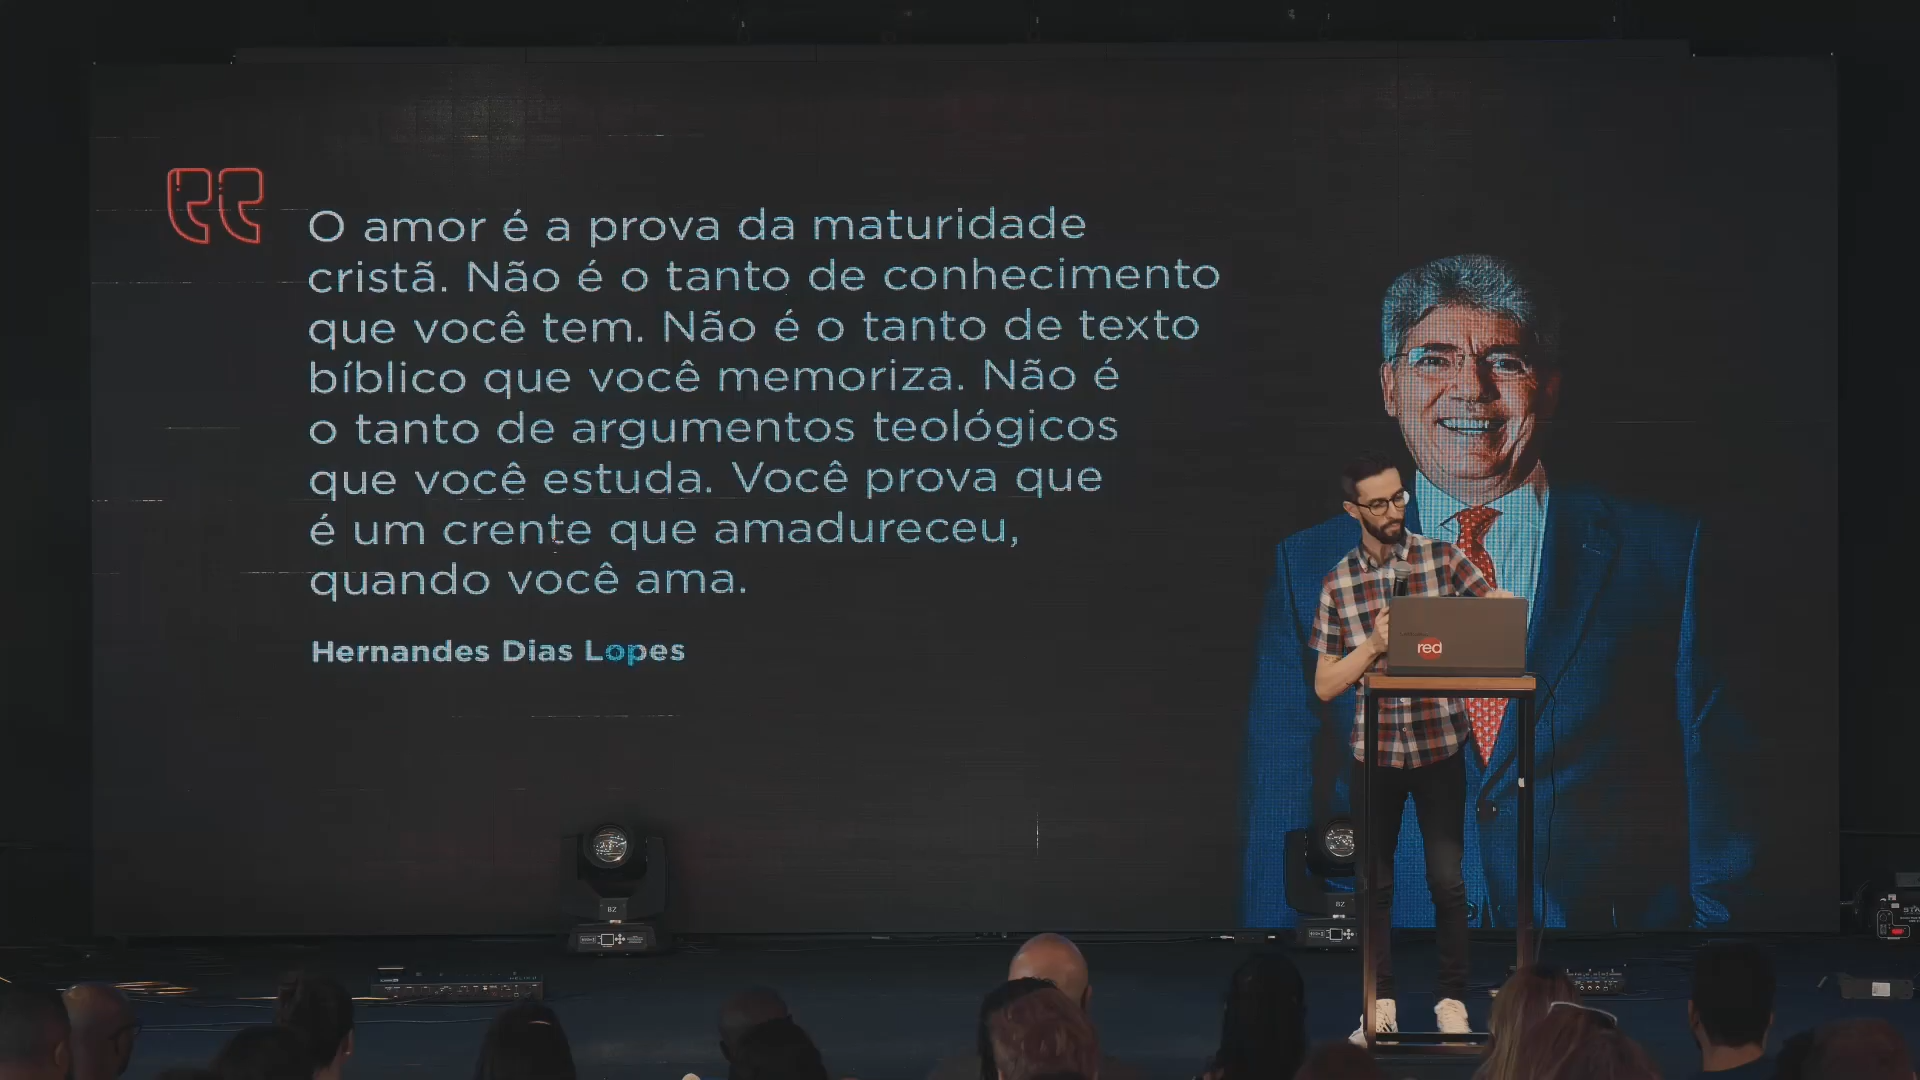 O amor é a prova da maturidade
cristã. Não é o tanto de conhecimento
que você tem. Não é o tanto de texto
bíblico que você memoriza. Não é
o tanto de argumentos teológicos
que você estuda. Você prova que
é um crente que amadureceu,
quando você ama.
Hernandes Dias Lopes
red
BZ
BZ